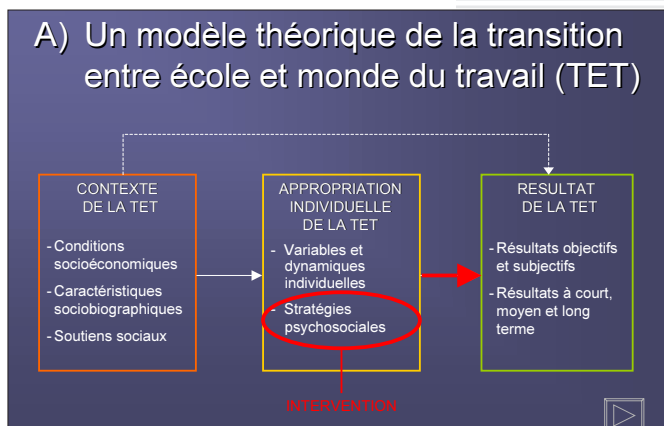 A) Un modèle théorique de la transition
entre école et monde du travail (TET)
CONTEXTE
DE LA TET
- Conditions
socioéconomiques
- Caractéristiques
sociobiographiques
- Soutiens sociaux
APPROPRIATION
INDIVIDUELLE
DE LA TET
- Variables et
dynamiques
individuelles
- Stratégies
psychosociales
RESULTAT
DE LA TET
- Résultats objectifs
et subjectifs
- Résultats à court,
moyen et long
terme
INTERVENTION